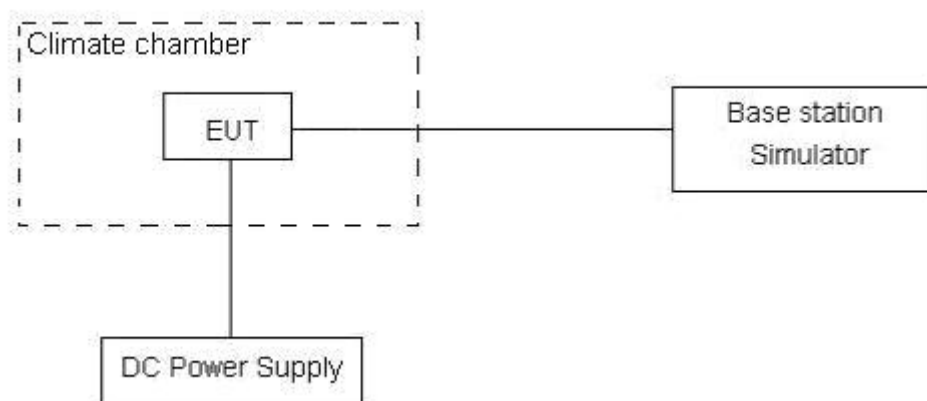 Climate chamber
EUT
Base station
Simulator
DC Power Supply